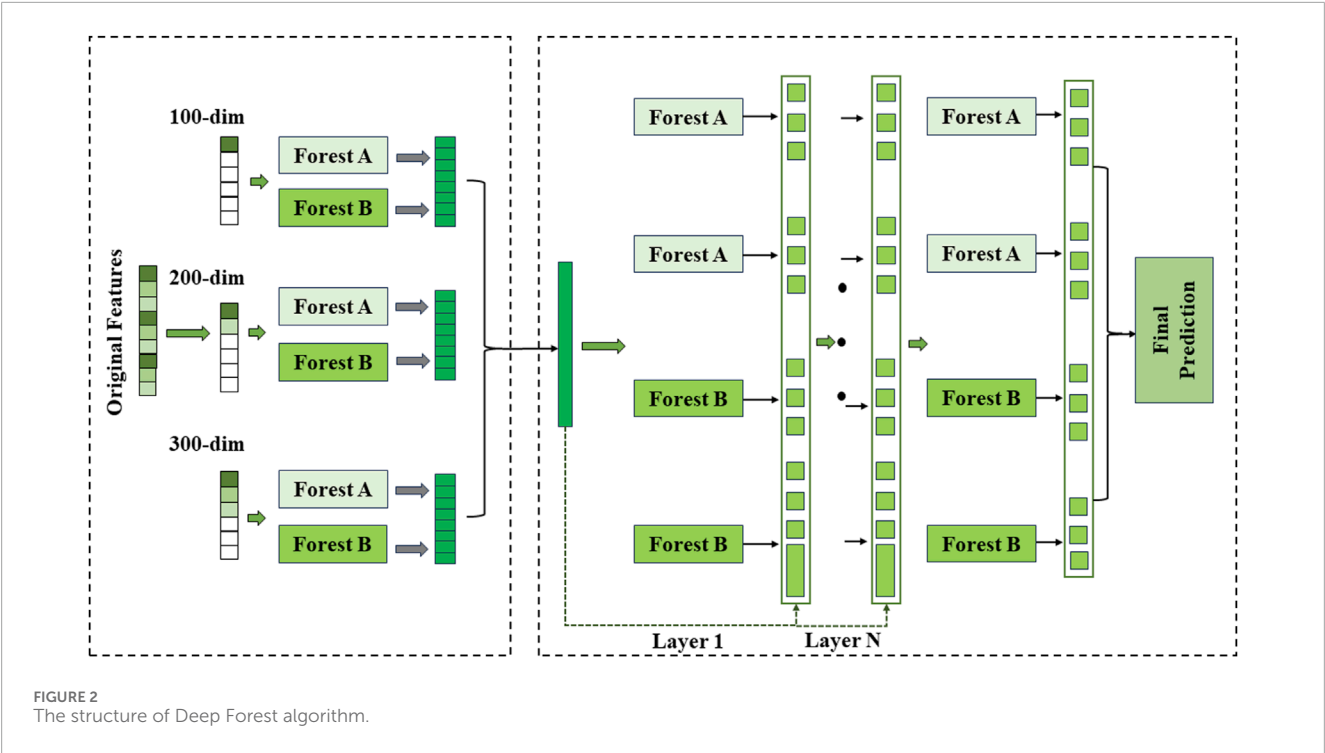 100-dim
Forest A
Forest B
Original Features
200-dim
Forest A
Forest B
300-dim
Forest A
Forest B
Forest A
Forest A
Forest B
Forest B
Layer 1
Layer N
Forest A
Forest A
Forest B
Forest B
Final
Prediction
FIGURE 2
The structure of Deep Forest algorithm.